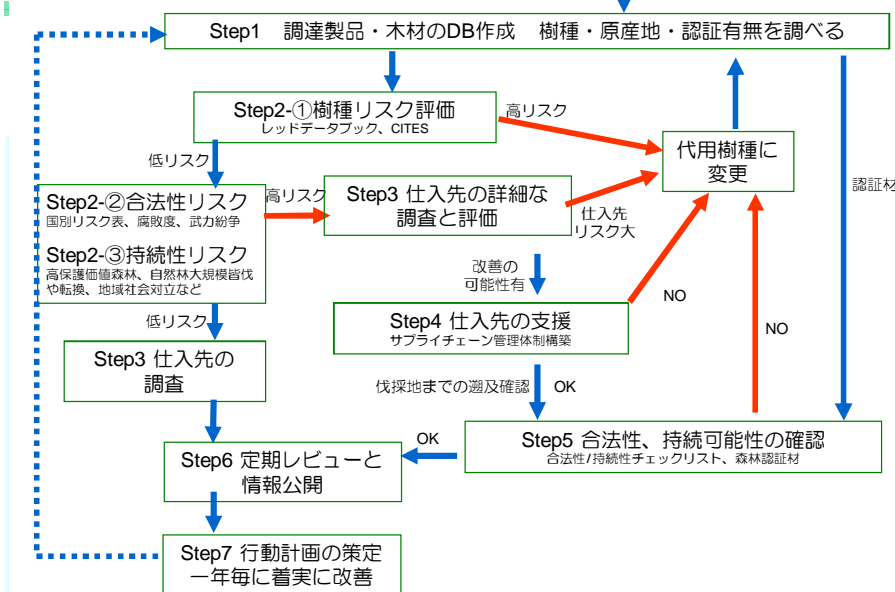 Step1　調達製品・木材のDB作成　樹種・原産地・認証有無を調べる
Step2-①樹種リスク評価
レッドデータブック、CITES
高リスク
代用樹種に
変更
認証材
低リスク
Step2-②合法性リスク
国別リスク表、腐敗度、武力紛争
Step2-③持続性リスク
高保護価値森林、自然林大規模皆伐
や転換、地域社会対立など
高リスク
Step3 仕入先の詳細な
調査と評価
仕入先
リスク大
改善の
可能性有
NO
NO
低リスク
Step4 仕入先の支援
サプライチェーン管理体制構築
Step3 仕入先の
調査
伐採地までの遡及確認
OK
Step5 合法性、持続可能性の確認
合法性/持続性チェックリスト、森林認証材
OK
Step6 定期レビューと
情報公開
Step7 行動計画の策定
一年毎に着実に改善